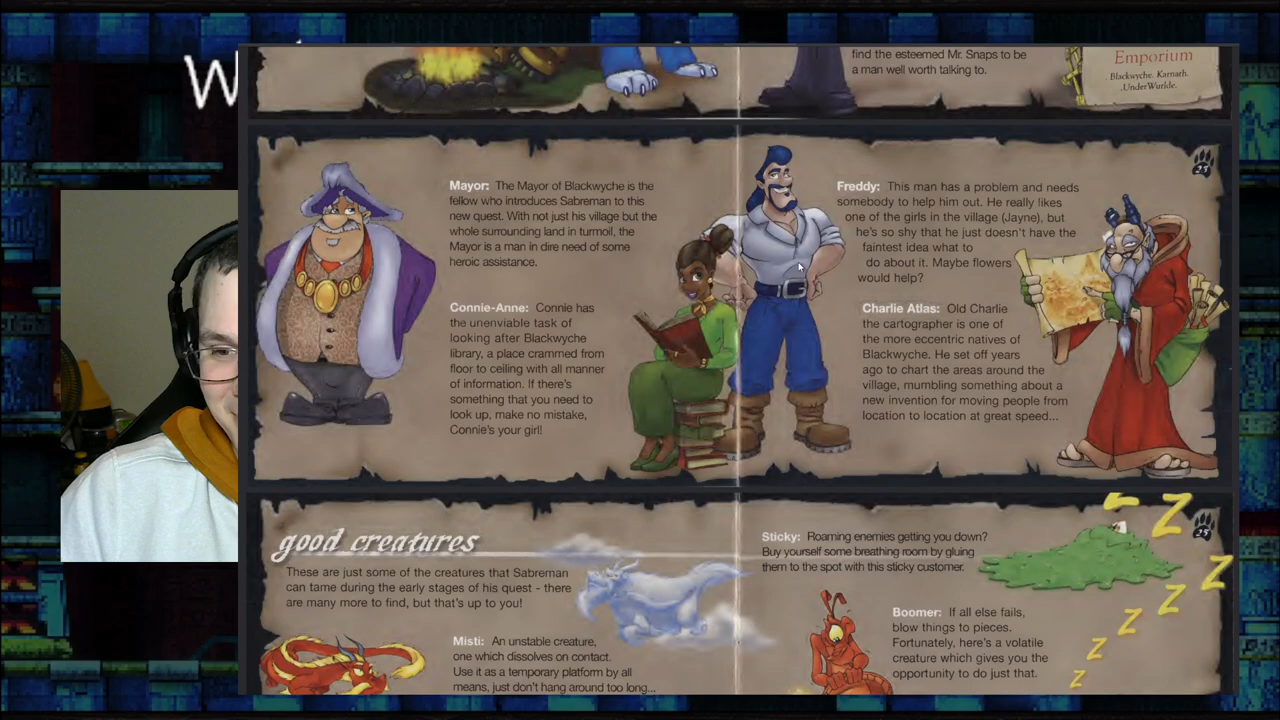 W
find the esteemed Mr. Snaps to be
a man well worth talking to.
Emporium
. Blackwyche. Karnarh.
.UnderWurlde.
Mayor: The Mayor of Blackwyche is the
fellow who introduces Sabreman to this
new quest. With not just his village but the
whole surrounding land in turmoil, the
Mayor is a man in dire need of some
heroic assistance.
Connie-Anne: Connie has
the unenviable task of
looking after Blackwyche
library, a place crammed from
floor to ceiling with all manner
of information. If there's
something that you need to
look up, make no mistake,
Connie's your girl!
Freddy: This man has a problem and needs
somebody to help him out. He really likes
one of the girls in the village (Jayne), but
he's so shy that he just doesn't have the
faintest idea what to
do about it. Maybe flowers
would help?
Charlie Atlas: Old Charlie
the cartographer is one of
the more eccentric natives of
Blackwyche. He set off years
ago to chart the areas around the
village, mumbling something about a
new invention for moving people from
location to location at great speed...
good creatures
These are just some of the creatures that Sabreman
can tame during the early stages of his quest - there
are many more to find, but that's up to you!
Misti: An unstable creature,
one which dissolves on contact.
Use it as a temporary platform by all
means, just don't hang around too long...
Sticky: Roaming enemies getting you down?
Buy yourself some breathing room by gluing
them to the spot with this sticky customer.
Boomer: If all else fails,
blow things to pieces.
Fortunately, here's a volatile
creature which gives you the
opportunity to do just that.
Z
Z
Z
Z
Z
Z